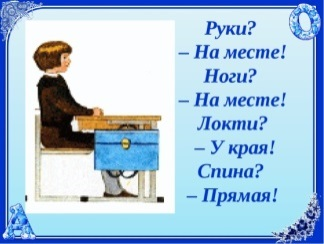 Руки?
– На месте!
Ноги?
– На месте!
Локти?
– У края!
Спина?
– Прямая!